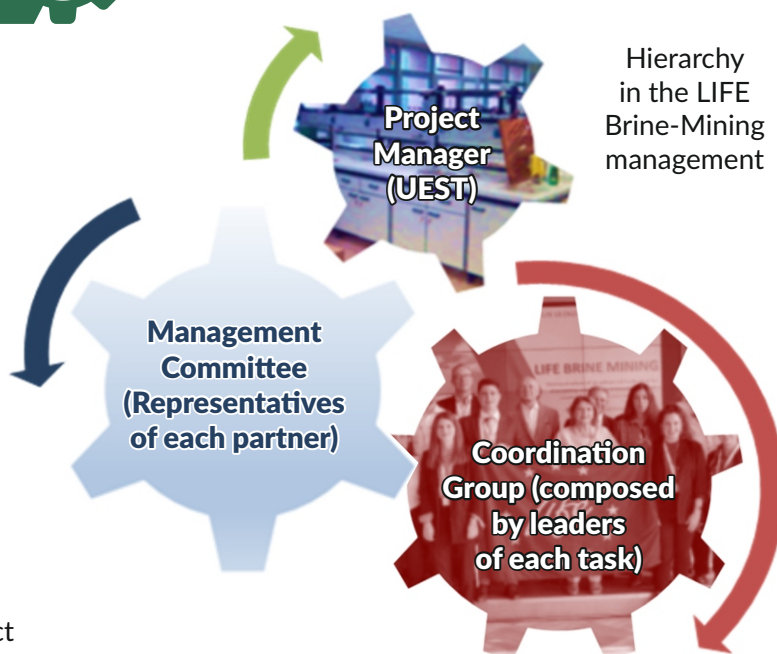 Hierarchy
in the LIFE
Brine-Mining
management
Project
Manager
(UEST)
Management
Committee
(Representatives
of each partner)
LIFE BRINE MINING
Coordination
Group (composed
by leaders
of each task)
ct